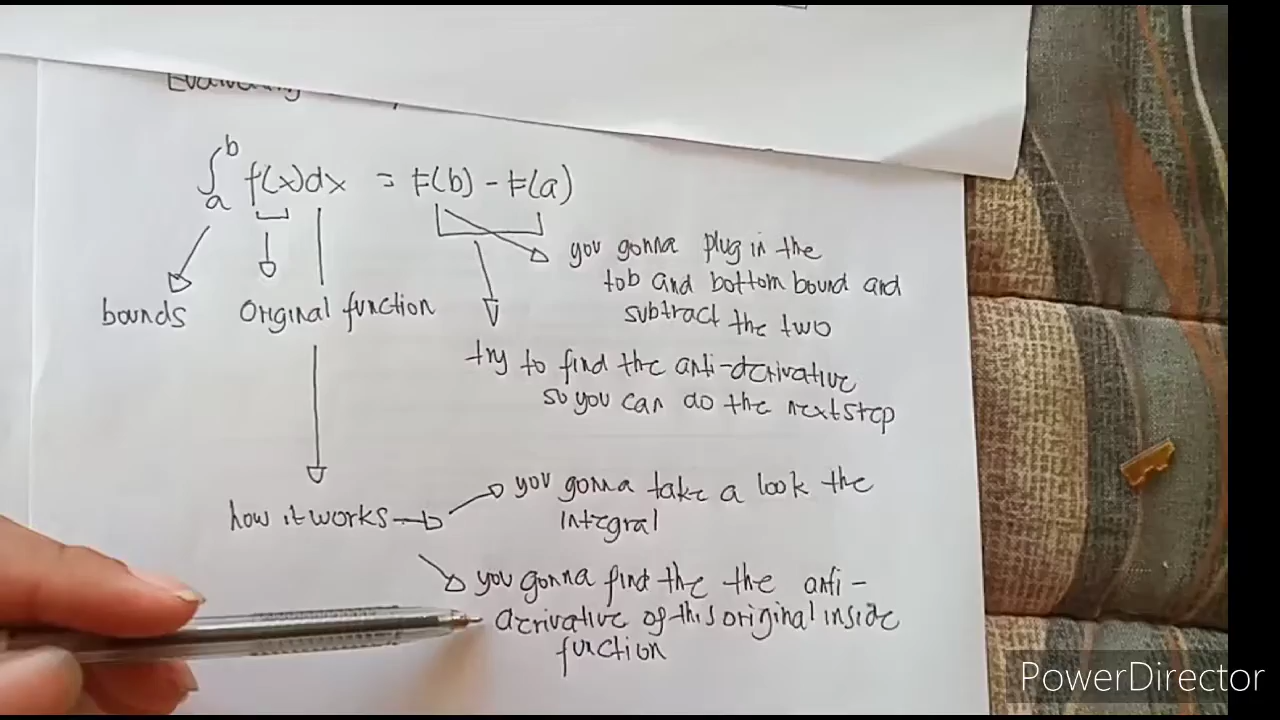 Evaluating
∫ₐᵇ f(x)dx = F(b) - F(a)
you gonna plug in the
tob and bottom bound and
subtract the two
bounds
Original function
try to find the anti-derivative
so you can do the next step
how it works
you gonna take a look the
integral
you gonna find the the anti-
derivative of this original inside
function
PowerDirector